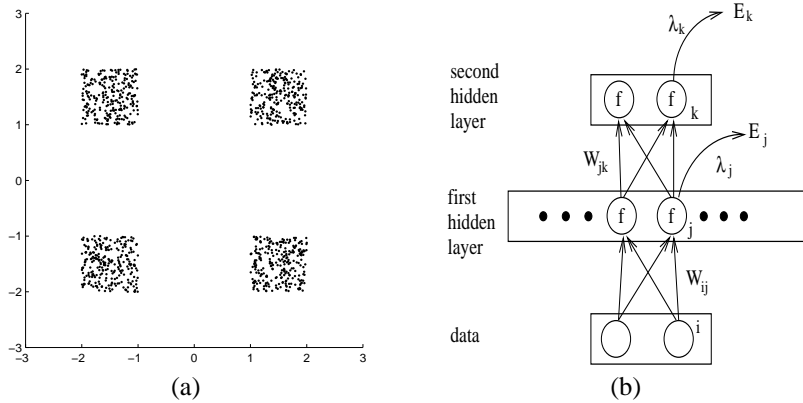 3
2
1
0
−1
−2
−3
−3 −2 −1 0 1 2 3
(a)
λk Ek
second
hidden
layer
f f k
Wjk
λj Ej
first
hidden
layer
f f j
Wij
data
i
(b)